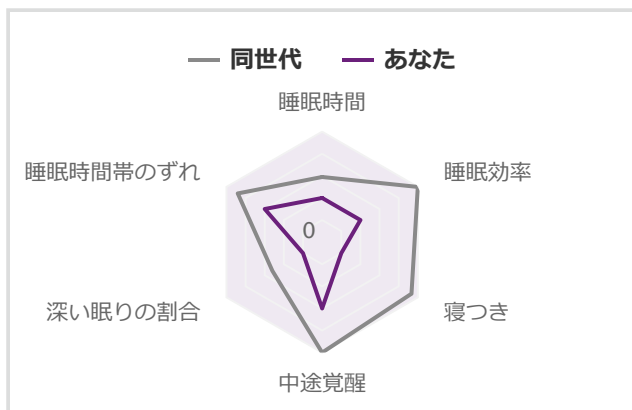 同世代 あなた
睡眠時間
睡眠時間帯のずれ 睡眠効率
0
深い眠りの割合 寝つき
中途覚醒